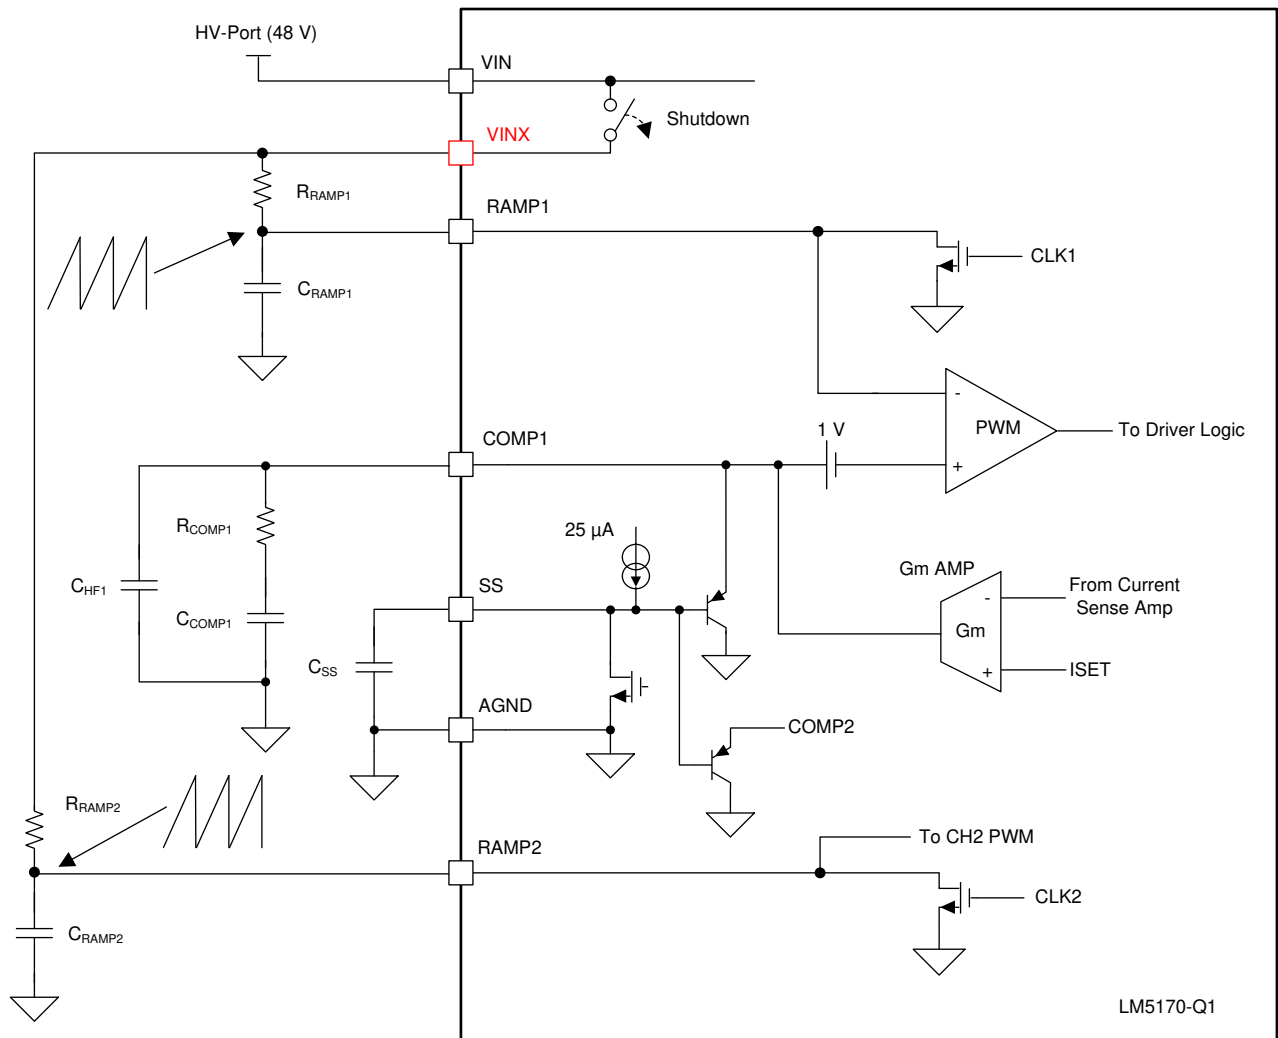 HV-Port (48 V)
VIN
Shutdown
VINX
RRAMP1
RAMP1
CLK1
CRAMP1
COMP1
1 V
-
PWM
+
To Driver Logic
RCOMP1
25 µA
CHF1
SS
Gm AMP
-
From Current
Sense Amp
CCOMP1
Gm
CSS
+
ISET
AGND
COMP2
RRAMP2
RAMP2
To CH2 PWM
CLK2
CRAMP2
LM5170-Q1